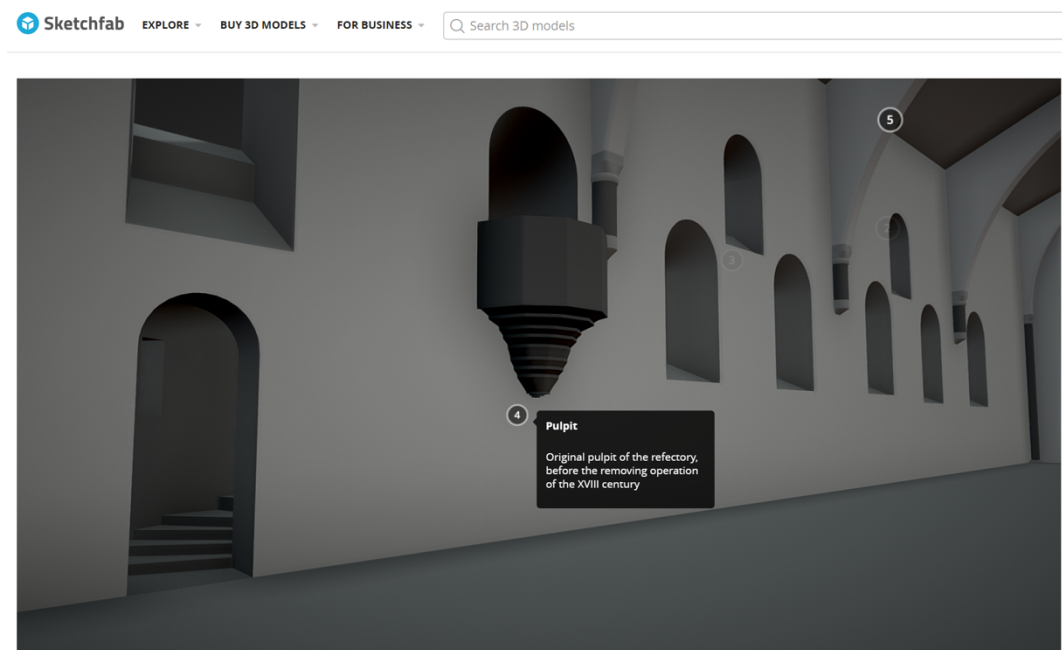 Sketchfab EXPLORE BUY 3D MODELS FOR BUSINESS Search 3D models
5
2
3
4
Pulpit
Original pulpit of the refectory,
before the removing operation
of the XVIII century